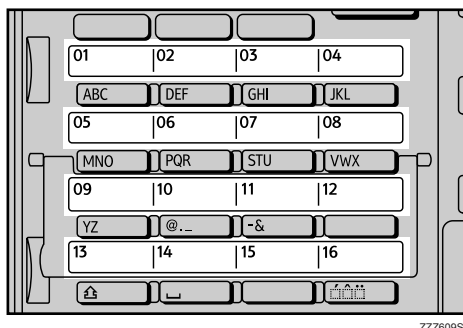 01 02 03 04
ABC DEF GHI JKL
05 06 07 08
MNO PQR STU VWX
09 10 11 12
YZ @._ -&
13 14 15 16
ZZZ609S